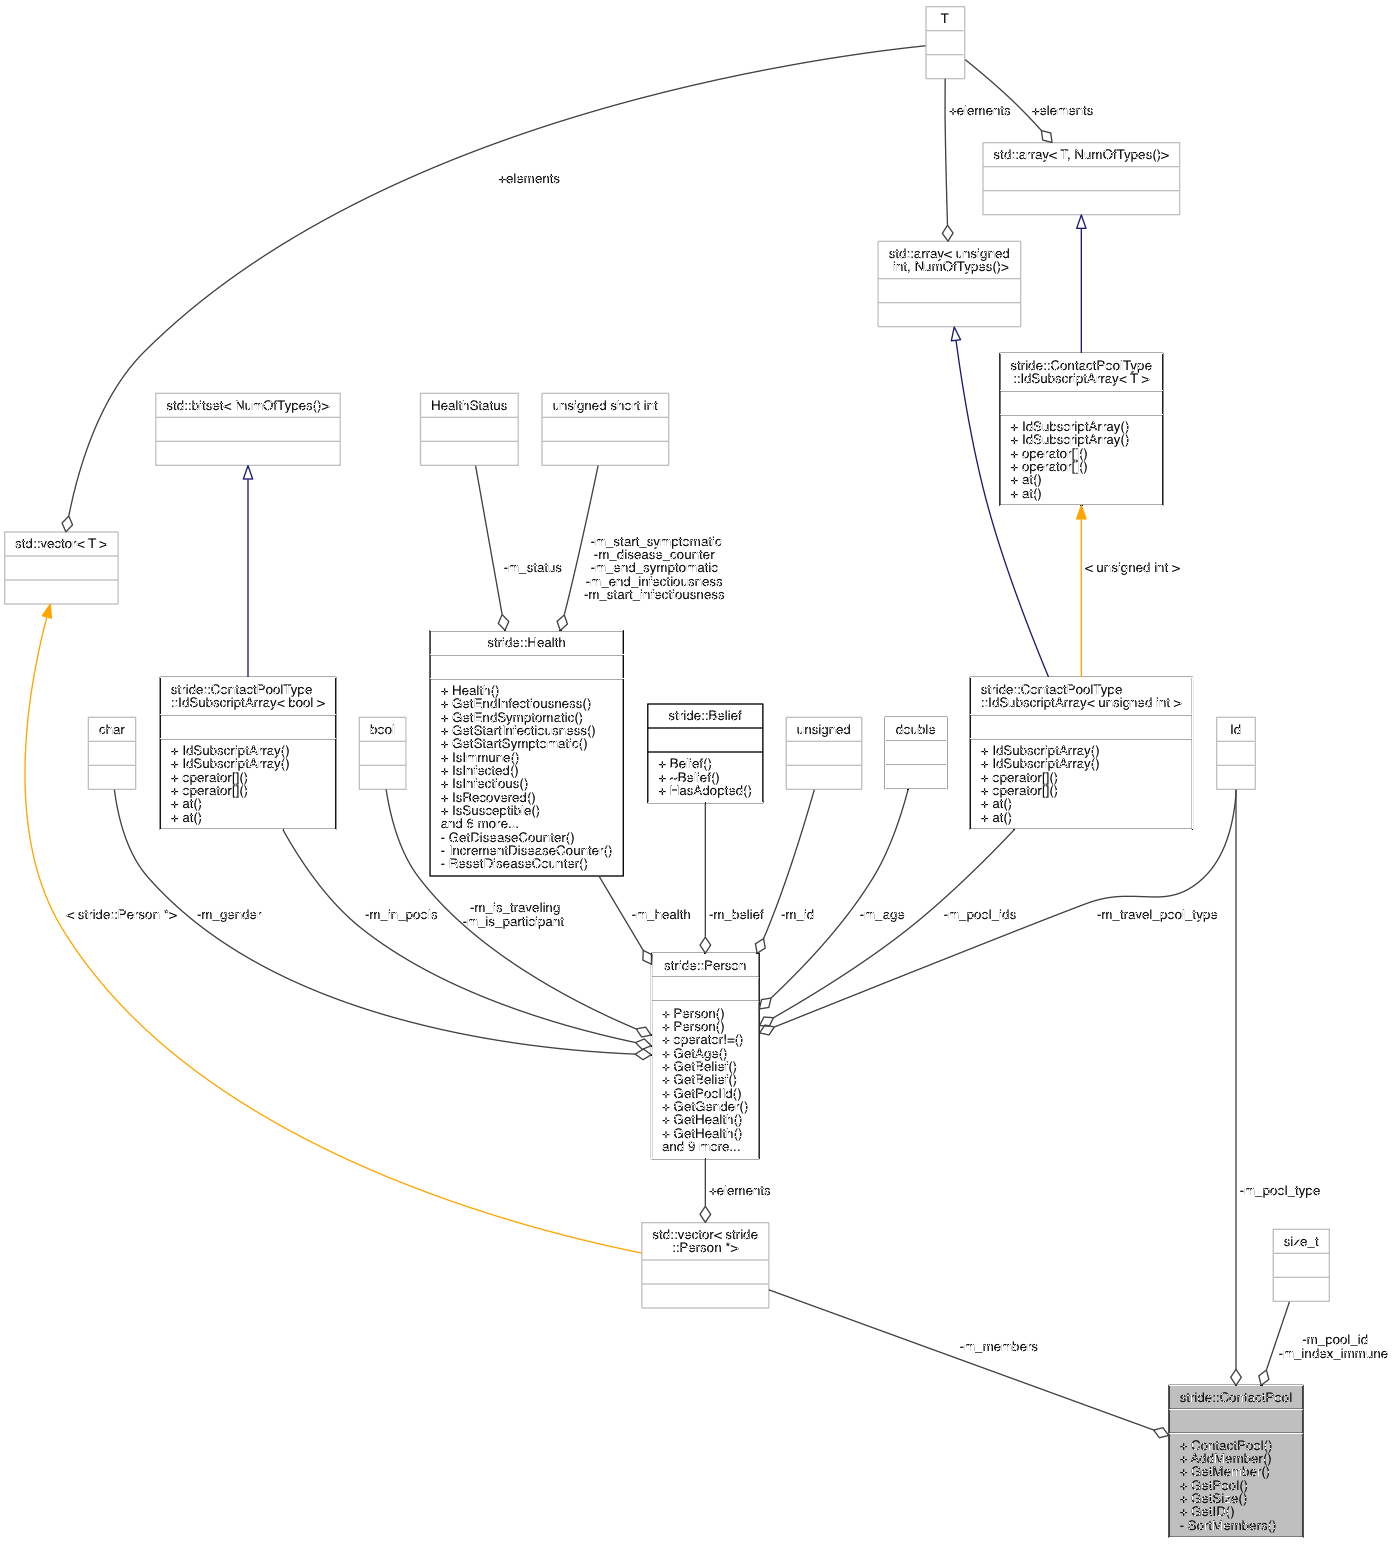 T
+elements
+elements
std::array< T, NumOfTypes()>
+elements
std::array< unsigned
int, NumOfTypes()>
stride::ContactPoolType
::IdSubscriptArray< T >
+ IdSubscriptArray()
+ IdSubscriptArray()
+ operator[]()
+ operator[]()
+ at()
+ at()
std::bitset< NumOfTypes()>
HealthStatus
unsigned short int
std::vector< T >
-m_status
-m_start_symptomatic
-m_disease_counter
-m_end_symptomatic
-m_end_infectiousness
-m_start_infectiousness
< unsigned int >
stride::Health
+ Health()
+ GetEndInfectiousness()
+ GetEndSymptomatic()
+ GetStartInfectiousness()
+ GetStartSymptomatic()
+ IsImmune()
+ IsInfected()
+ IsInfectious()
+ IsRecovered()
+ IsSusceptible()
and 6 more...
- GetDiseaseCounter()
- IncrementDiseaseCounter()
- ResetDiseaseCounter()
stride::ContactPoolType
::IdSubscriptArray< bool >
+ IdSubscriptArray()
+ IdSubscriptArray()
+ operator[]()
+ operator[]()
+ at()
+ at()
stride::ContactPoolType
::IdSubscriptArray< unsigned int >
+ IdSubscriptArray()
+ IdSubscriptArray()
+ operator[]()
+ operator[]()
+ at()
+ at()
char
bool
stride::Belief
+ Belief()
+ ~Belief()
+ HasAdopted()
unsigned
double
Id
< stride::Person *>
-m_gender
-m_in_pools
-m_is_traveling
-m_is_participant
-m_health
-m_belief
-m_id
-m_age
-m_pool_ids
-m_travel_pool_type
stride::Person
+ Person()
+ Person()
+ operator!=()
+ GetAge()
+ GetBelief()
+ GetBelief()
+ GetPoolId()
+ GetGender()
+ GetHealth()
+ GetHealth()
and 9 more...
+elements
-m_pool_type
std::vector< stride
::Person *>
size_t
-m_members
-m_pool_id
-m_index_immune
stride::ContactPool
+ ContactPool()
+ AddMember()
+ GetMember()
+ GetPool()
+ GetSize()
+ GetID()
- SortMembers()